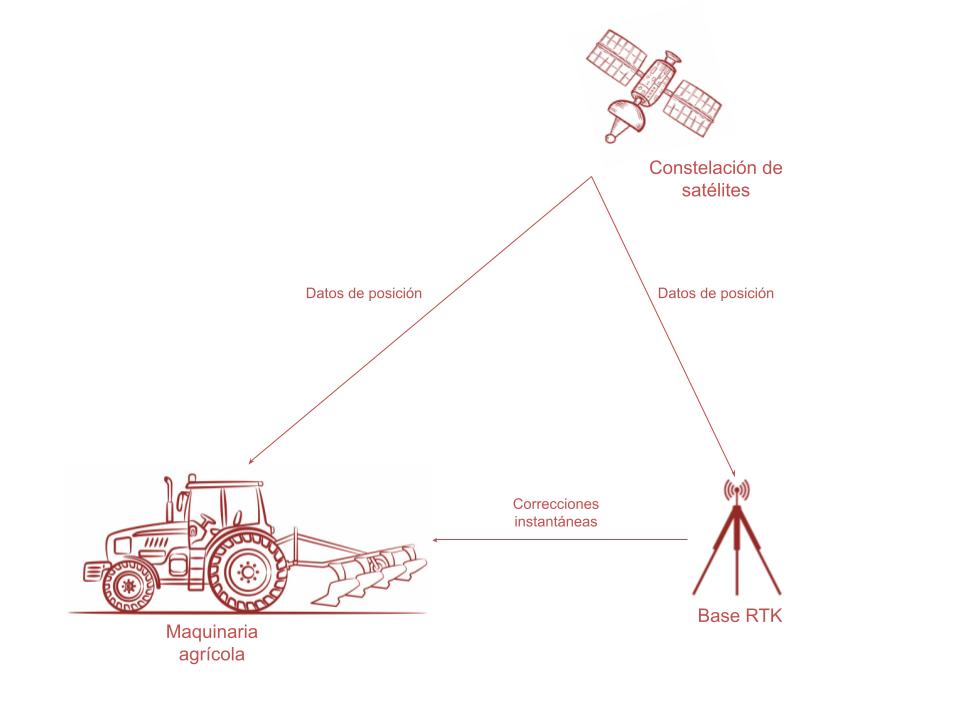 Constelación de
satélites
Datos de posición
Datos de posición
Correcciones
instantáneas
Base RTK
Maquinaria
agrícola